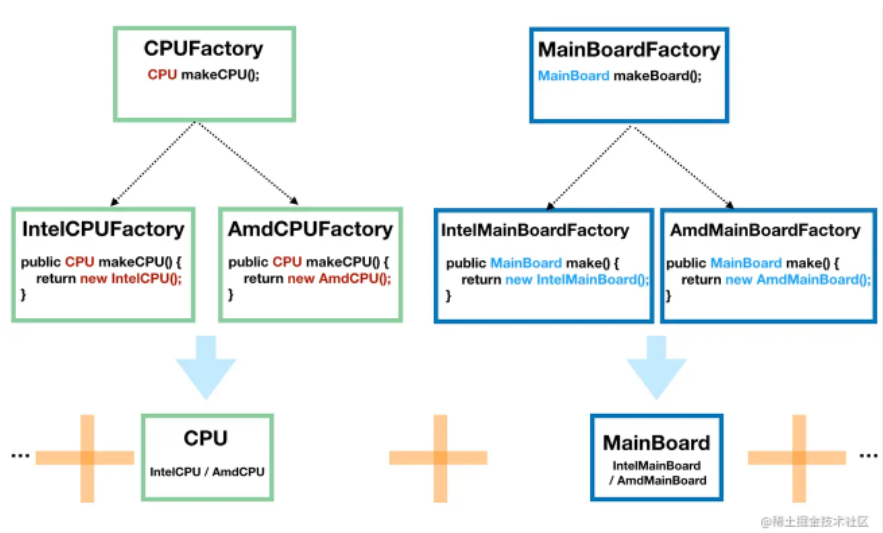 CPUFactory
CPU makeCPU();
MainBoardFactory
MainBoard makeBoard();
IntelCPUFactory
public CPU makeCPU() {
return new IntelCPU();
}
AmdCPUFactory
public CPU makeCPU() {
return new AmdCPU();
}
IntelMainBoardFactory
public MainBoard make() {
return new IntelMainBoard();
}
AmdMainBoardFactory
public MainBoard make() {
return new AmdMainBoard();
}
...
CPU
IntelCPU / AmdCPU
MainBoard
IntelMainBoard
/ AmdMainBoard
...
@稀土掘金技术社区